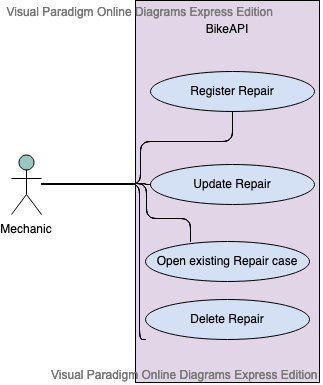 Visual Paradigm Online Diagrams Express Edition
BikeAPI
Register Repair
Update Repair
Mechanic
Open existing Repair case
Delete Repair
Visual Paradigm Online Diagrams Express Edition